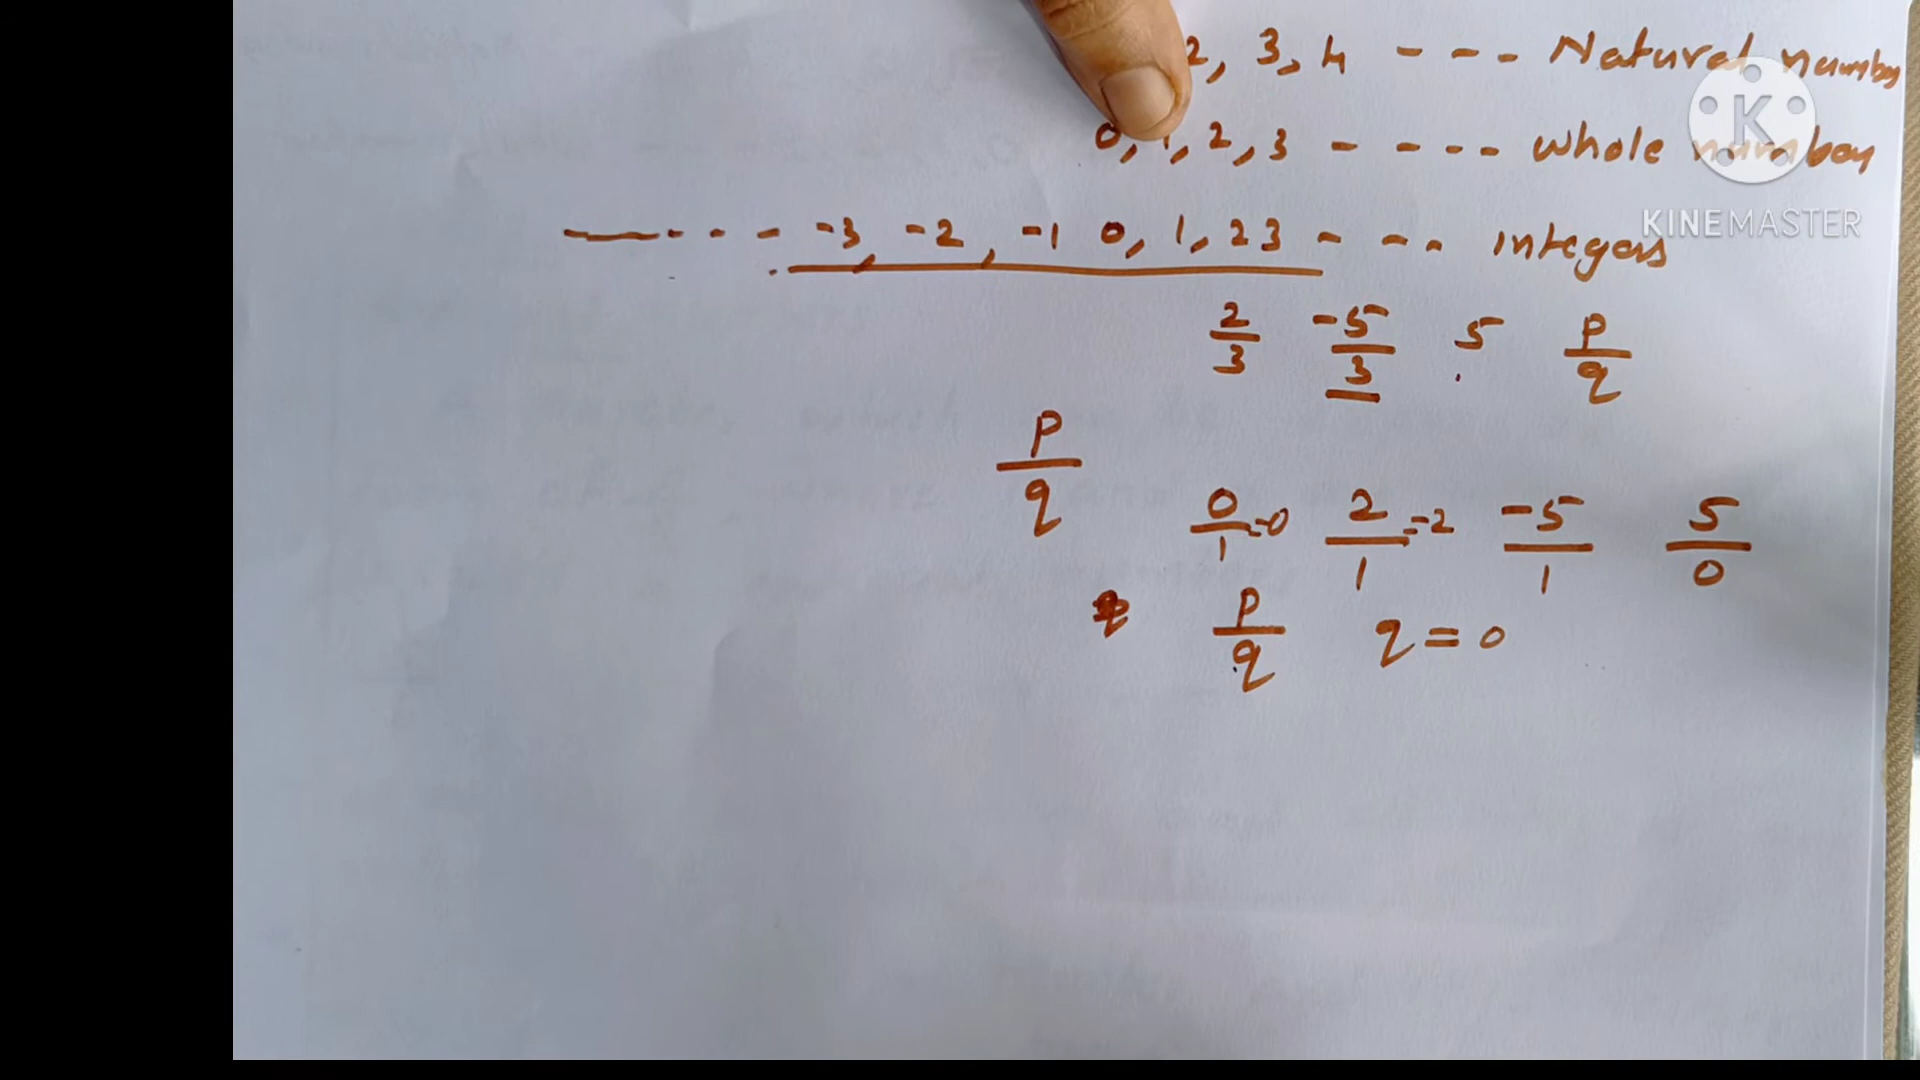 2, 3, 4 - - - Natural number
0, 1, 2, 3 - - - - Whole number
- - - - -3, -2, -1 0, 1, 2 3 - - - integers
2/3 -5/3 5 P/q
P/q
0/1=0 2/1=2 -5/1 5/0
P/q q=0
K
KINEMASTER